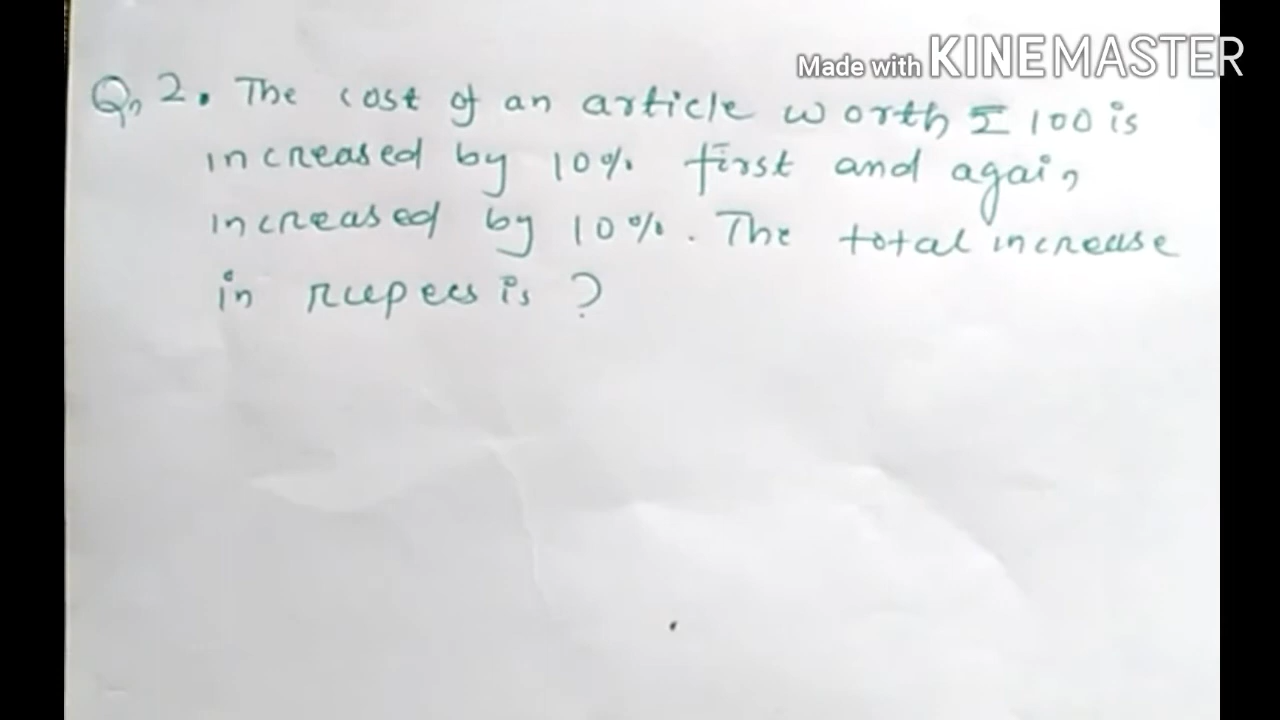 Made with KINEMASTER
Qn 2. The cost of an article worth ₹ 100 is
increased by 10% first and again
increased by 10%. The total increase
in rupees is ?